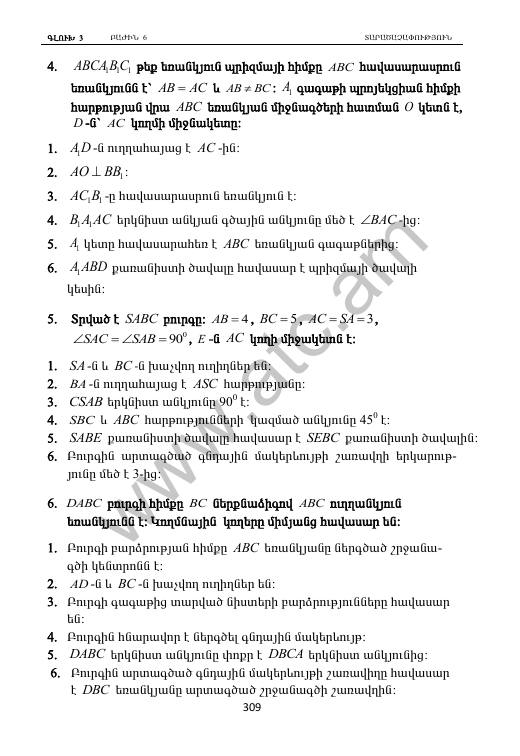 ԳԼՈՒԽ 3 ԲԱԺԻՆ 6 ՏԱՐԱԾԱՉԱՓՈՒԹՅՈՒՆ
4. ABCA₁B₁C₁ թեք եռանկյուն պրիզմայի հիմքը ABC հավասարասրուն
եռանկյունն է՝ AB = AC և AB ≠ BC: A₁ գագաթի պրոյեկցիան հիմքի
հարթության վրա ABC եռանկյան միջնագծերի հատման O կետն է,
D-ն՝ AC կողմի միջնակետը:
1. A₁D-ն ուղղահայաց է AC-ին:
2. AO ⊥ BB₁:
3. AC₁B₁-ը հավասարասրուն եռանկյուն է:
4. B₁A₁AC երկնիստ անկյան գծային անկյունը մեծ է ∠BAC-ից:
5. A₁ կետը հավասարահեռ է ABC եռանկյան գագաթներից:
6. A₁ABD քառանիստի ծավալը հավասար է պրիզմայի ծավալի
կեսին:
5. Տրված է SABC բուրգը: AB = 4, BC = 5, AC = SA = 3,
∠SAC = ∠SAB = 90⁰, E-ն AC կողի միջակետն է:
1. SA-ն և BC-ն խաչվող ուղիղներ են:
2. BA-ն ուղղահայաց է ASC հարթությանը:
3. CSAB երկնիստ անկյունը 90⁰ է:
4. SBC և ABC հարթությունների կազմած անկյունը 45⁰ է:
5. SABE քառանիստի ծավալը հավասար է SEBC քառանիստի ծավալին:
6. Բուրգին արտագծած գնդային մակերևույթի շառավղի երկարութ-
յունը մեծ է 3-ից:
6. DABC բուրգի հիմքը BC ներքնաձիգով ABC ուղղանկյուն
եռանկյունն է: Կողմնային կողերը միմյանց հավասար են:
1. Բուրգի բարձրության հիմքը ABC եռանկյանը ներգծած շրջանա-
գծի կենտրոնն է:
2. AD-ն և BC-ն խաչվող ուղիղներ են:
3. Բուրգի գագաթից տարված նիստերի բարձրությունները հավասար
են:
4. Բուրգին հնարավոր է ներգծել գնդային մակերևույթ:
5. DABC երկնիստ անկյունը փոքր է DBCA երկնիստ անկյունից:
6. Բուրգին արտագծած գնդային մակերևույթի շառավիղը հավասար
է DBC եռանկյանը արտագծած շրջանագծի շառավղին:
309
www.atc.am